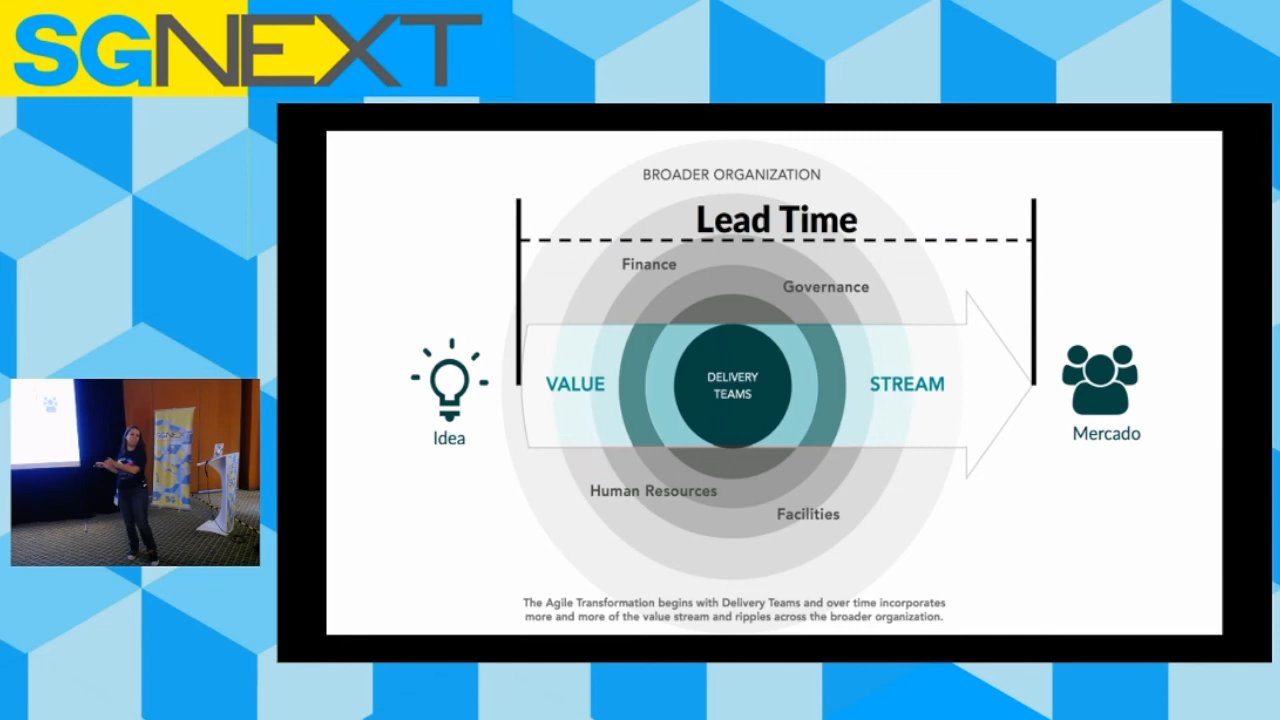 SGNEXT
BROADER ORGANIZATION
Lead Time
Finance
Governance
VALUE
DELIVERY
TEAMS
STREAM
Idea
Mercado
Human Resources
Facilities
The Agile Transformation begins with Delivery Teams and over time incorporates
more and more of the value stream and ripples across the broader organization.
SGNEXT